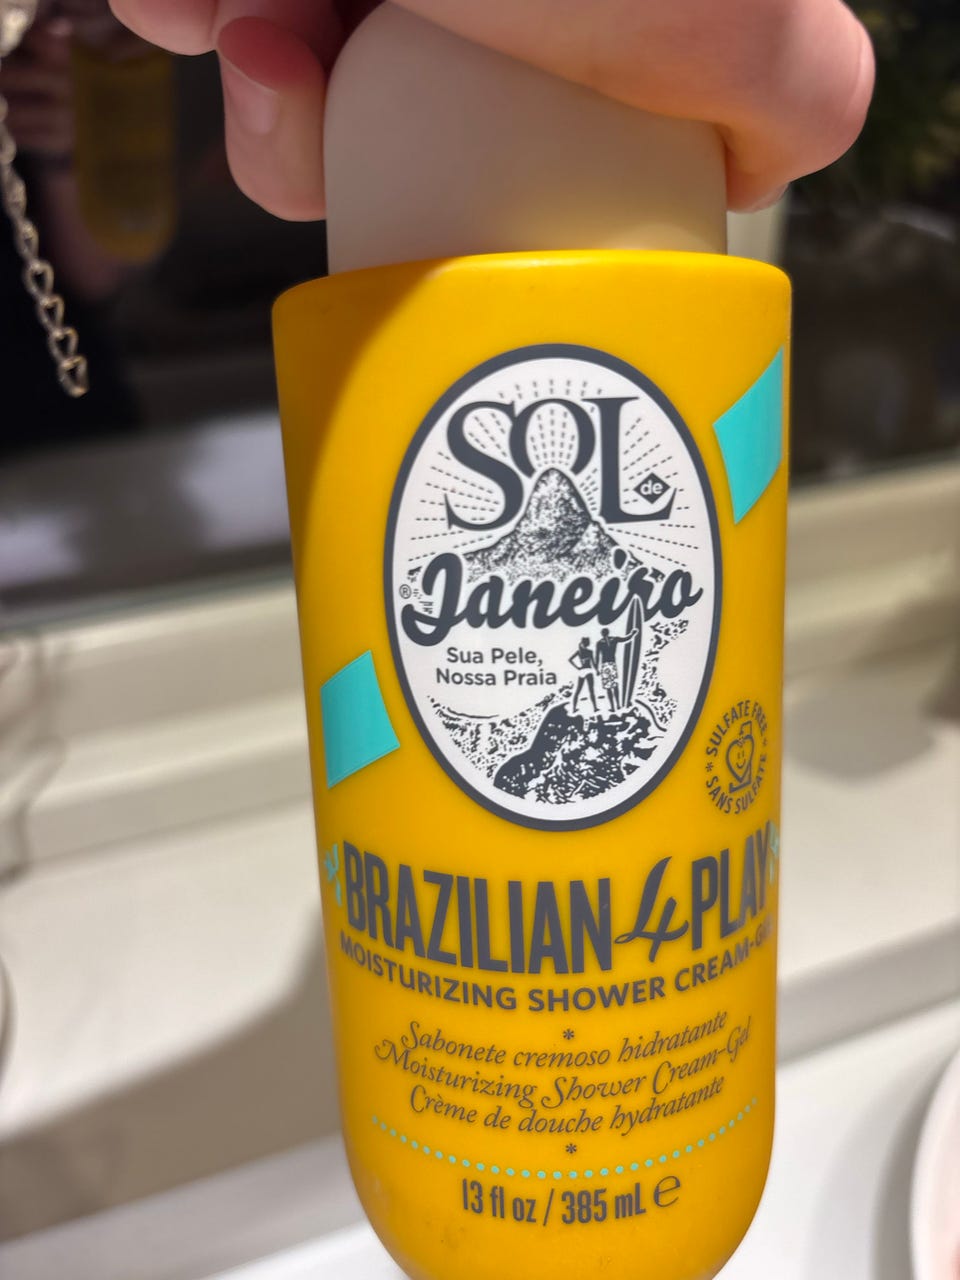 SOL
de
Janeiro
®
Sua Pele,
Nossa Praia
* SULFATE FREE *
SANS SULFATE
BRAZILIAN 4 PLAY
MOISTURIZING SHOWER CREAM-GEL
*
Sabonete cremoso hidratante
Moisturizing Shower Cream-Gel
Crème de douche hydratante
*
13 fl oz / 385 mL ℮